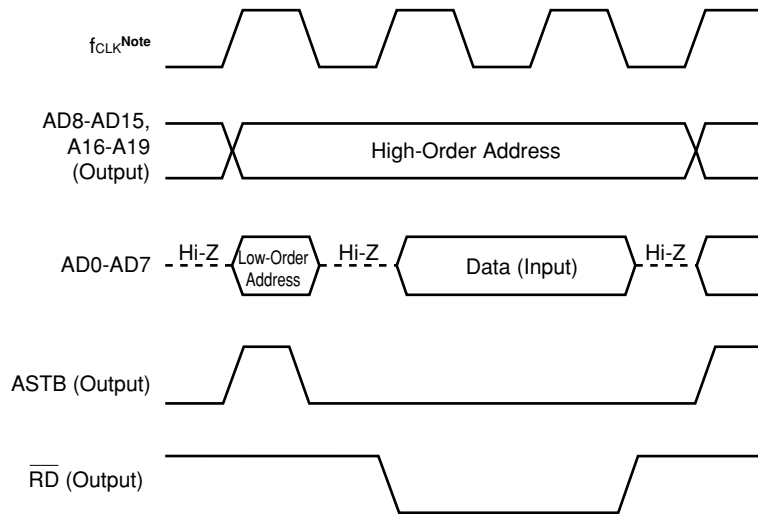 fCLKNote
AD8-AD15,
A16-A19
(Output)
High-Order Address
AD0-AD7
Hi-Z
Low-Order
Address
Hi-Z
Data (Input)
Hi-Z
ASTB (Output)
RD (Output)